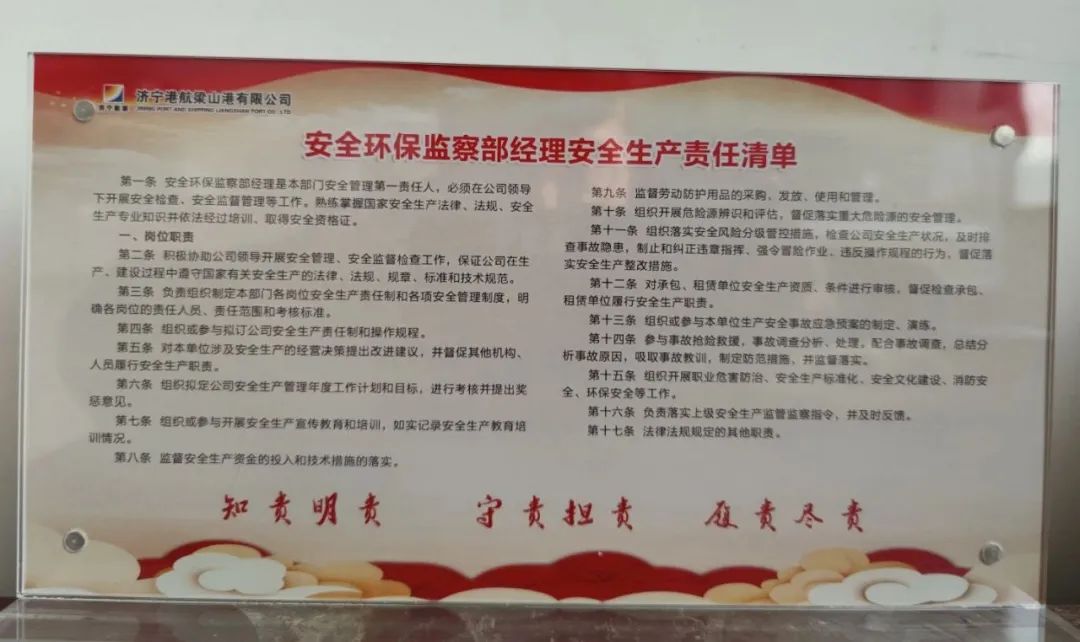 济宁港航梁山港有限公司
济宁能源 JINING PORT AND SHIPPING LIANGSHAN PORT CO., LTD
安全环保监察部经理安全生产责任清单
第一条 安全环保监察部经理是本部门安全管理第一责任人，必须在公司领导
下开展安全检查、安全监督管理等工作。熟练掌握国家安全生产法律、法规、安全
生产专业知识并依法经过培训、取得安全资格证。
一、岗位职责
第二条 积极协助公司领导开展安全管理、安全监督检查工作，保证公司在生
产、建设过程中遵守国家有关安全生产的法律、法规、规章、标准和技术规范。
第三条 负责组织制定本部门各岗位安全生产责任制和各项安全管理制度，明
确各岗位的责任人员、责任范围和考核标准。
第四条 组织或参与拟订公司安全生产责任制和操作规程。
第五条 对本单位涉及安全生产的经营决策提出改进建议，并督促其他机构、
人员履行安全生产职责。
第六条 组织拟定公司安全生产管理年度工作计划和目标，进行考核并提出奖
惩意见。
第七条 组织或参与开展安全生产宣传教育和培训，如实记录安全生产教育培
训情况。
第八条 监督安全生产资金的投入和技术措施的落实。
第九条 监督劳动防护用品的采购、发放、使用和管理。
第十条 组织开展危险源辨识和评估，督促落实重大危险源的安全管理。
第十一条 组织落实安全风险分级管控措施，检查公司安全生产状况，及时排
查事故隐患，制止和纠正违章指挥、强令冒险作业、违反操作规程的行为，督促落
实安全生产整改措施。
第十二条 对承包、租赁单位安全生产资质、条件进行审核，督促检查承包、
租赁单位履行安全生产职责。
第十三条 组织或参与本单位生产安全事故应急预案的制定、演练。
第十四条 参与事故抢险救援，事故调查分析、处理，配合事故调查，总结分
析事故原因，吸取事故教训，制定防范措施、并监督落实。
第十五条 组织开展职业危害防治、安全生产标准化、安全文化建设、消防安
全、环保安全等工作。
第十六条 负责落实上级安全生产监管监察指令、并及时反馈。
第十七条 法律法规规定的其他职责。
知责明责 守责担责 履责尽责